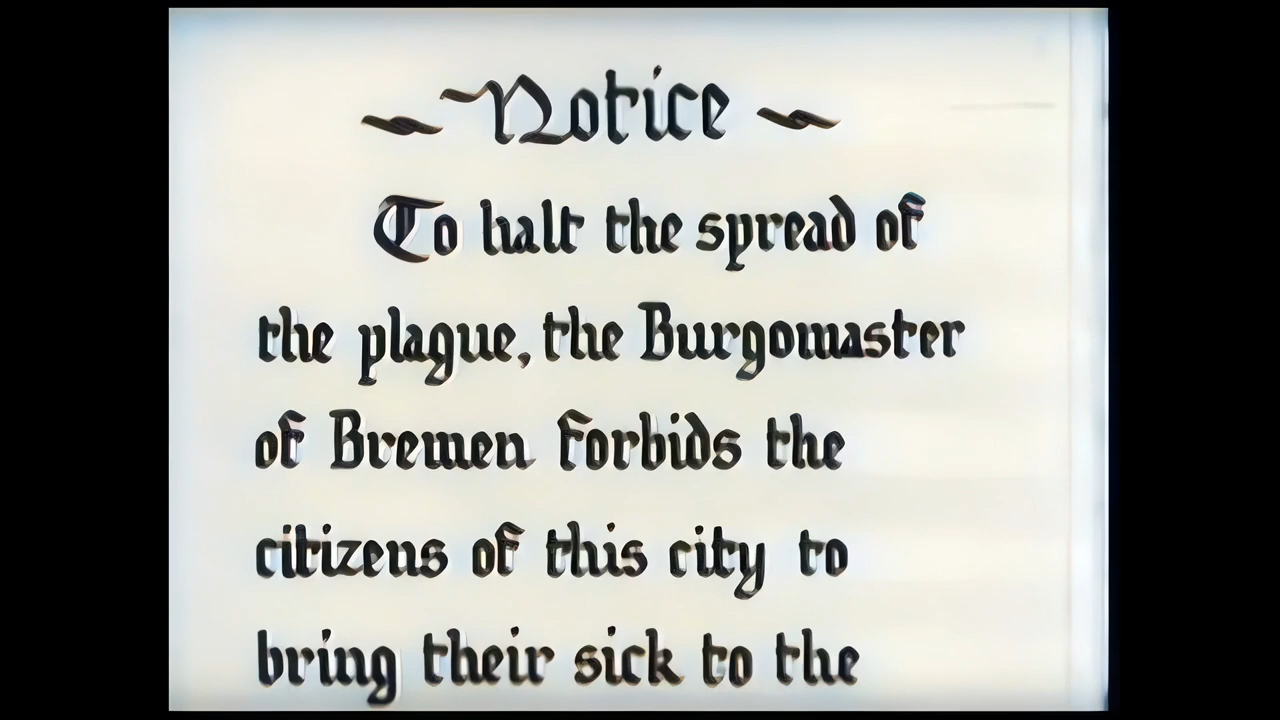 Notice
To halt the spread of
the plague, the Burgomaster
of Bremen forbids the
citizens of this city to
bring their sick to the